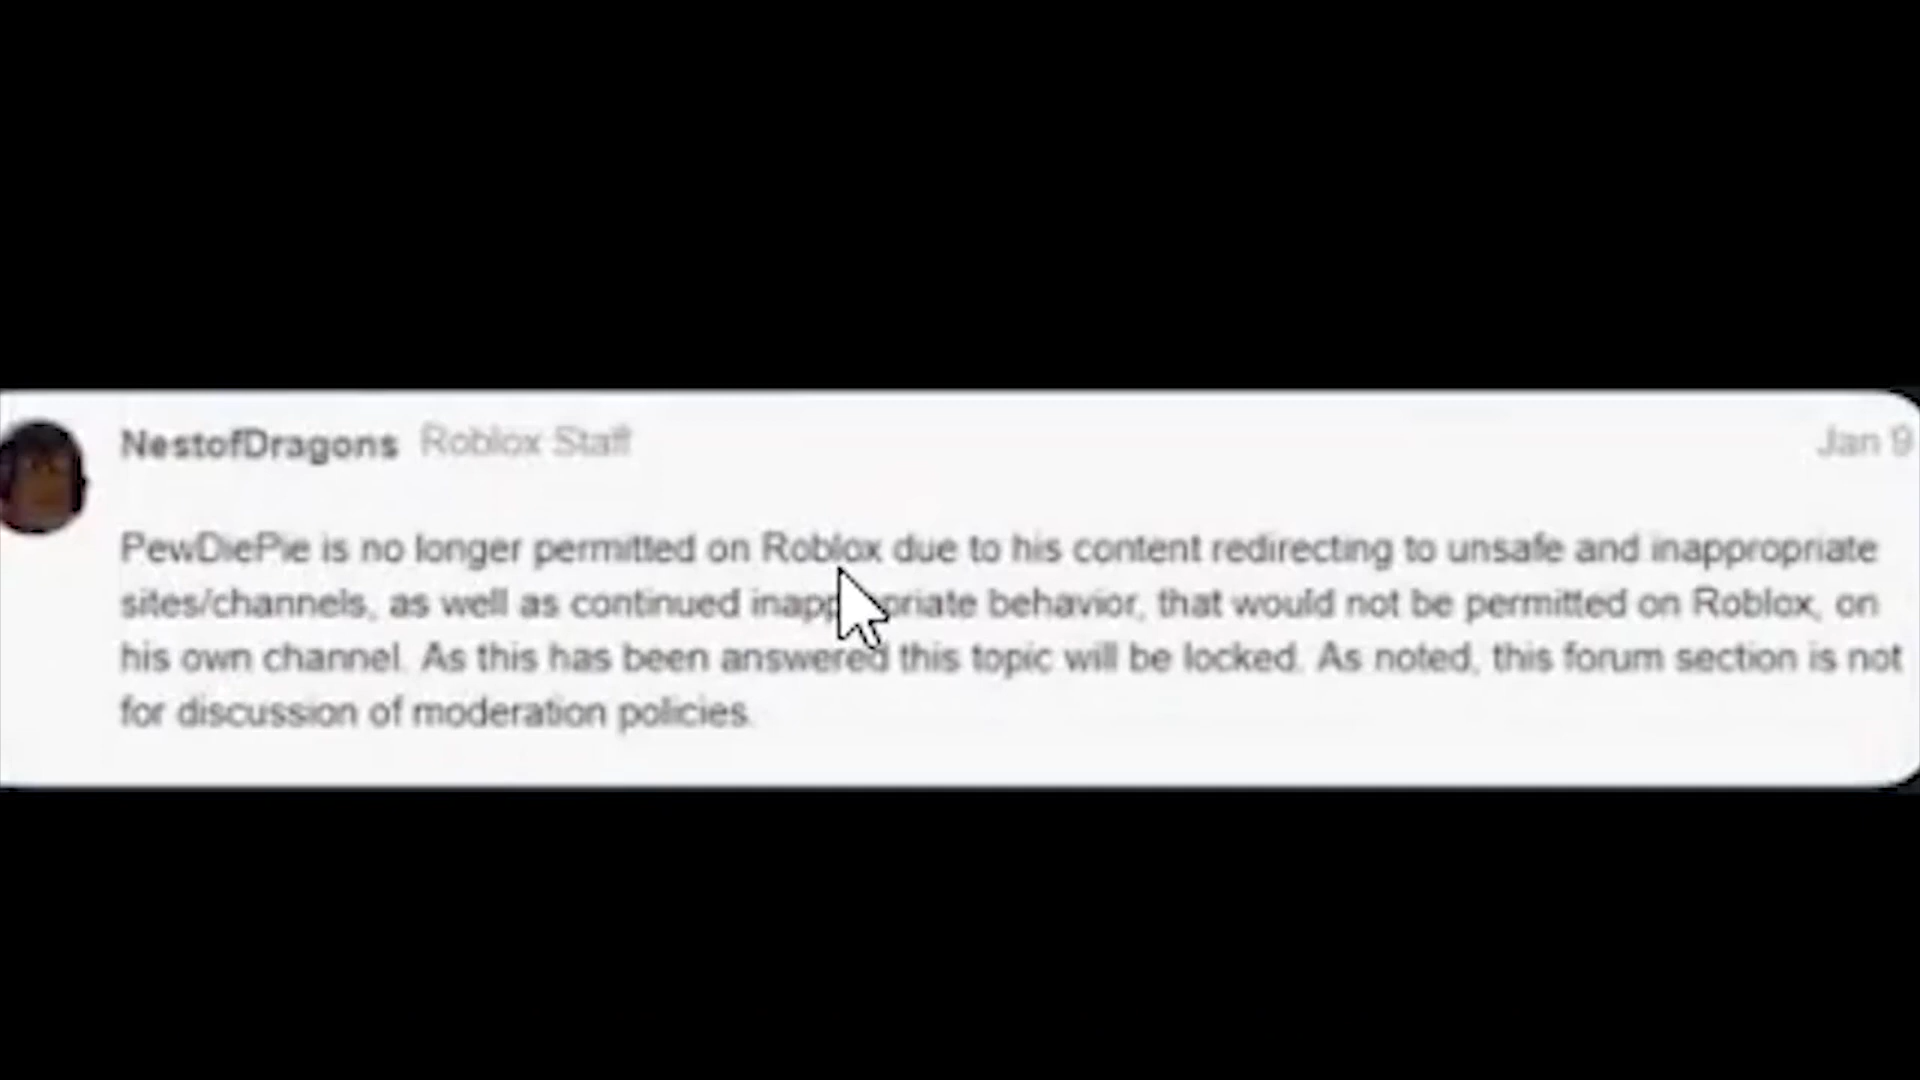 NestofDragons Roblox Staff Jan 9
PewDiePie is no longer permitted on Roblox due to his content redirecting to unsafe and inappropriate
sites/channels, as well as continued inappropriate behavior, that would not be permitted on Roblox, on
his own channel. As this has been answered this topic will be locked. As noted, this forum section is not
for discussion of moderation policies.